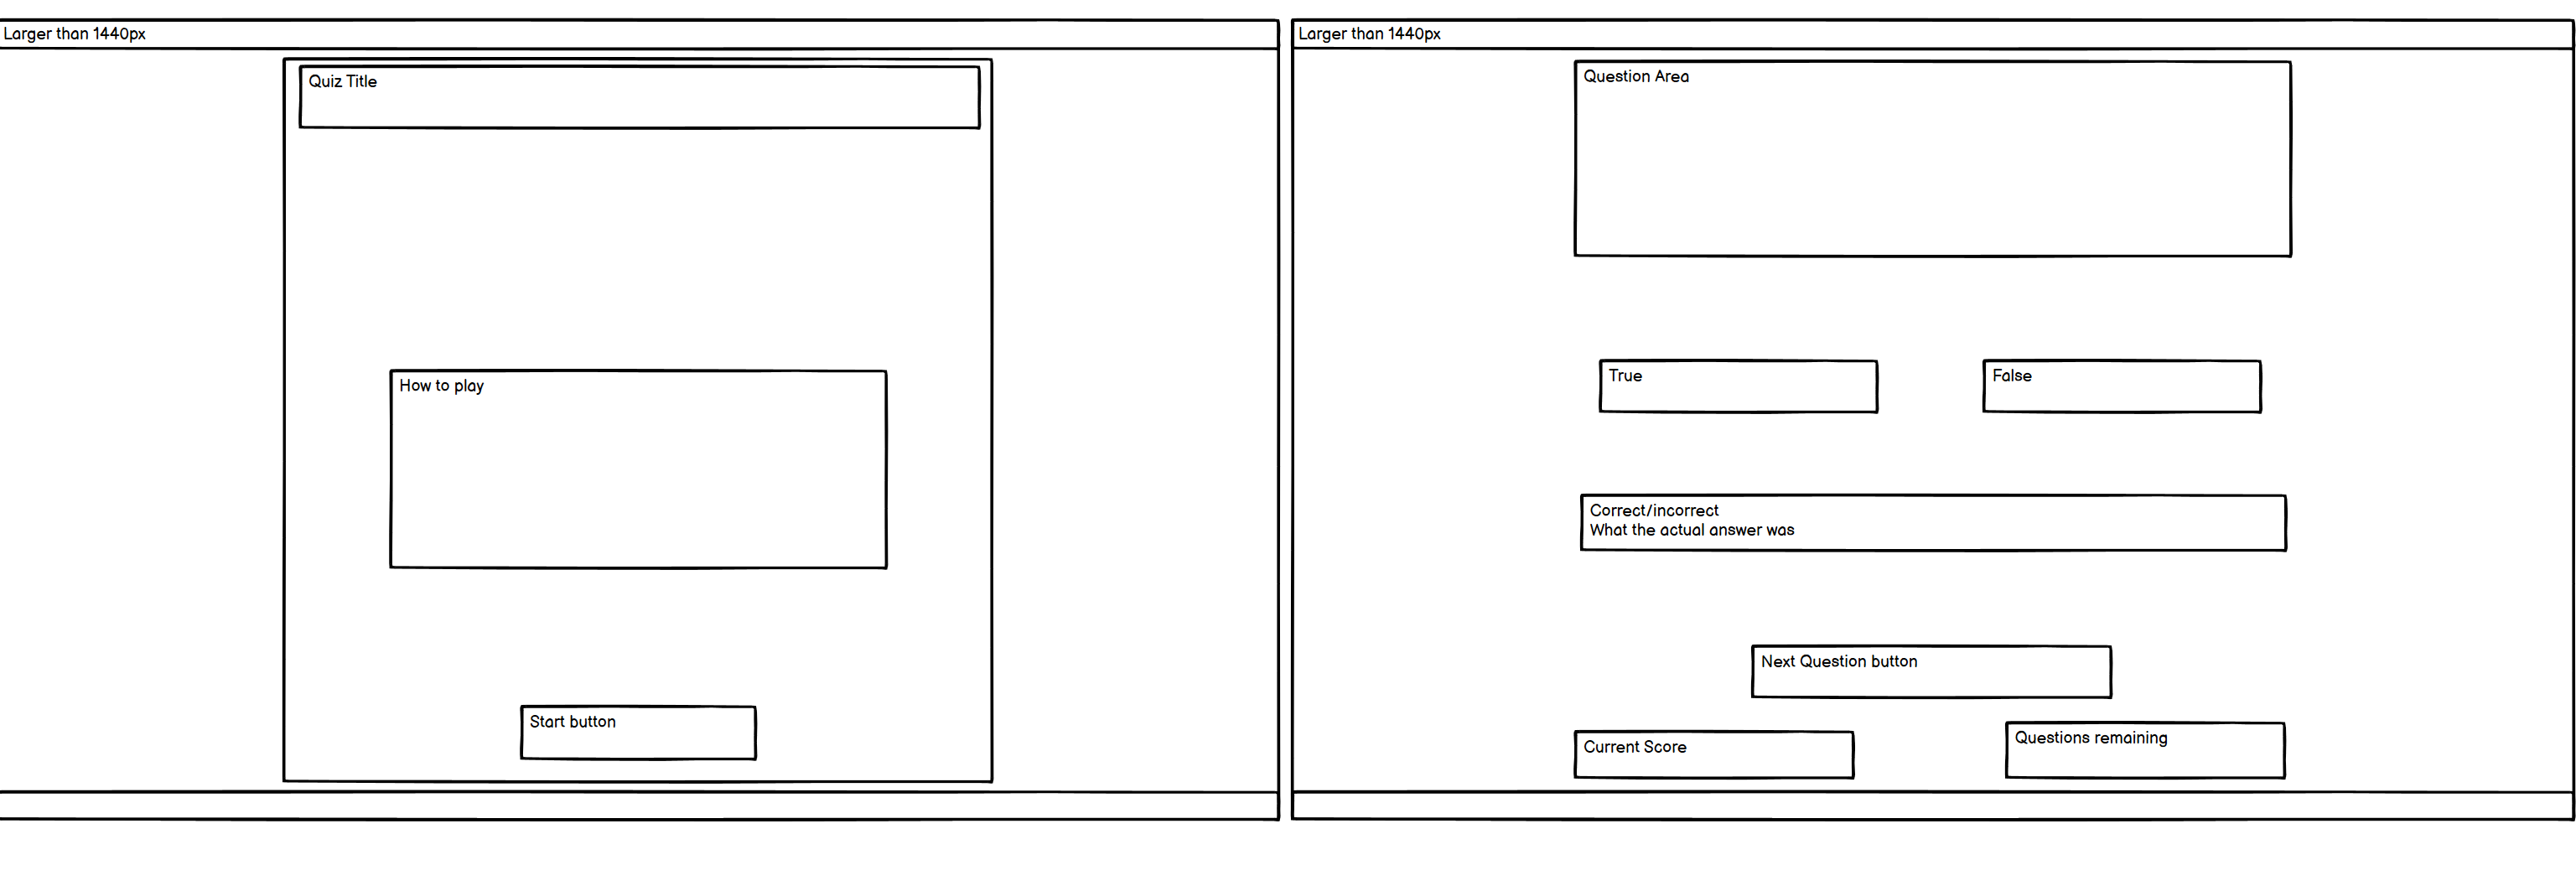 Larger than 1440px
Quiz Title
How to play
Start button
Larger than 1440px
Question Area
True
False
Correct/incorrect
What the actual answer was
Next Question button
Current Score
Questions remaining